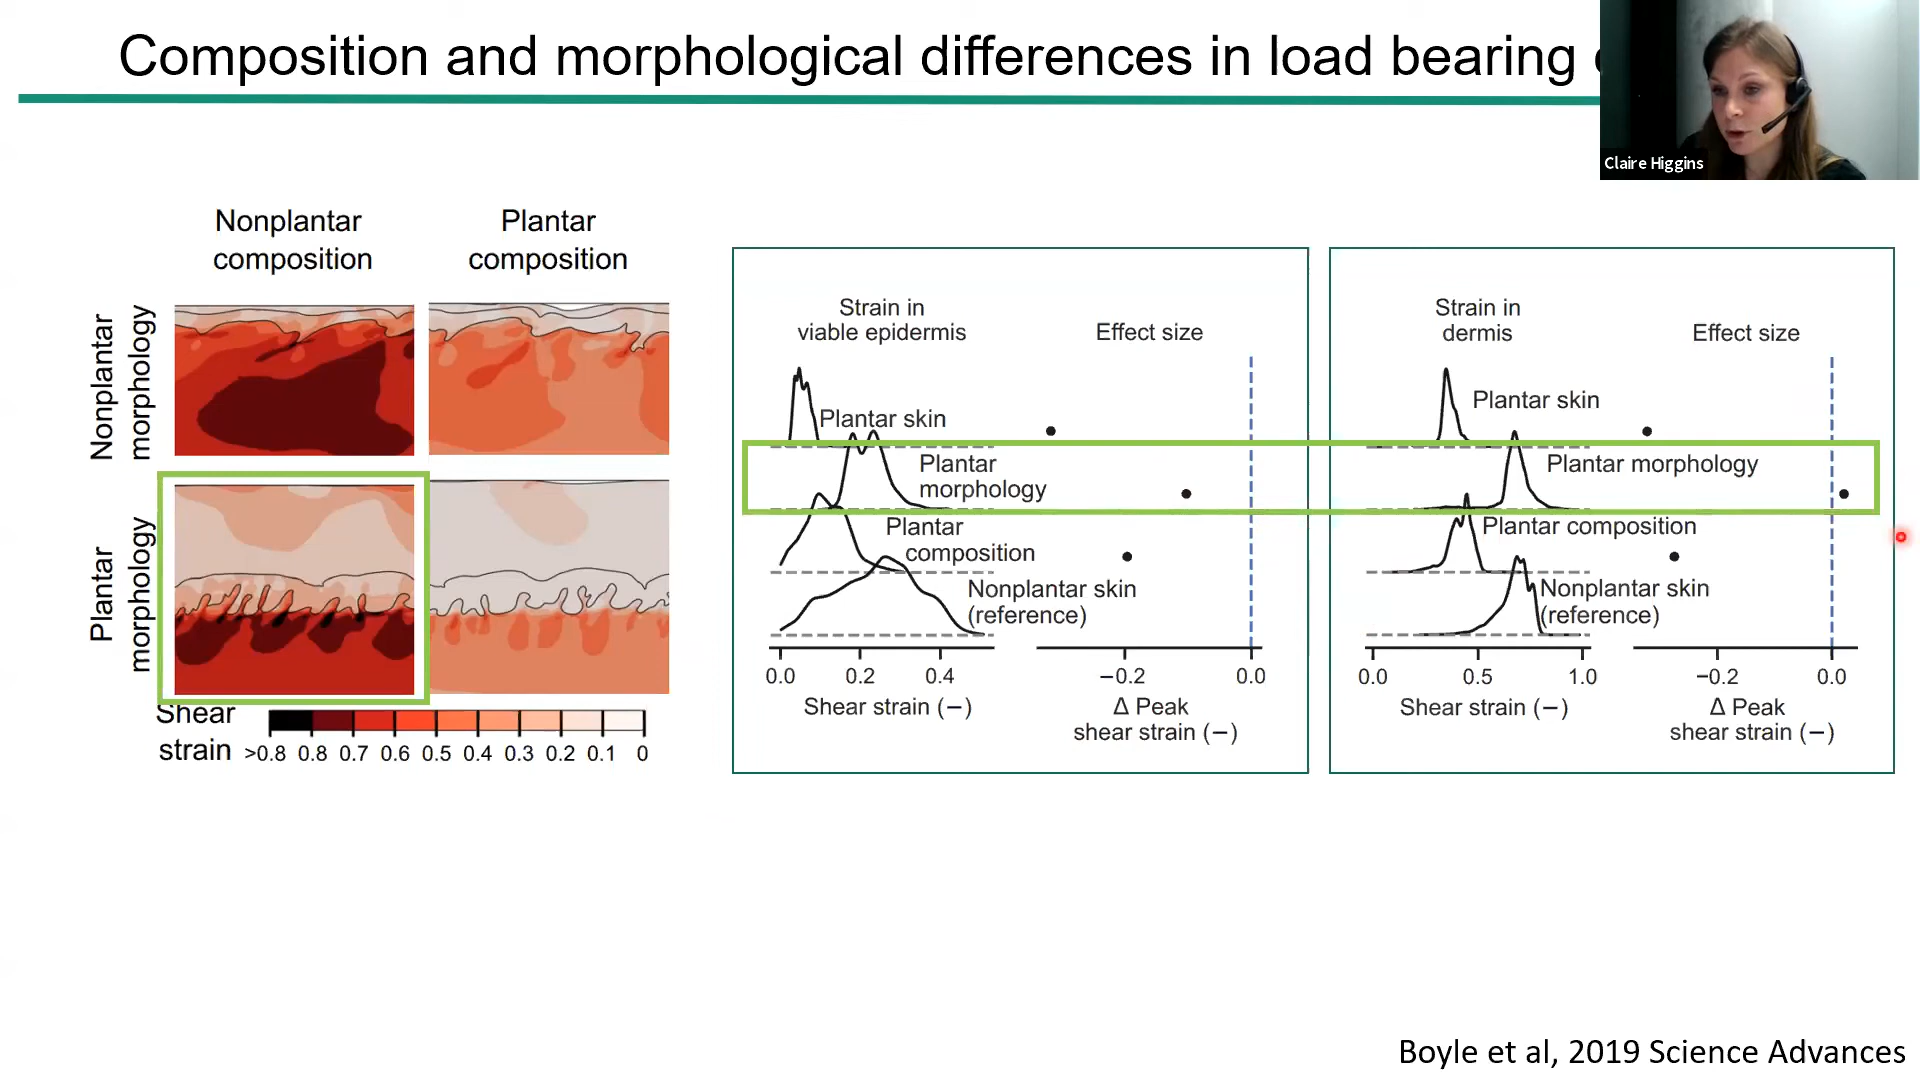 Composition and morphological differences in load bearing
Claire Higgins
Nonplantar
composition
Plantar
composition
Nonplantar
morphology
Plantar
morphology
Shear
strain
>0.8 0.8 0.7 0.6 0.5 0.4 0.3 0.2 0.1 0
Strain in
viable epidermis
Effect size
Plantar skin
Plantar
morphology
Plantar
composition
Nonplantar skin
(reference)
0.0 0.2 0.4
Shear strain (−)
−0.2 0.0
Δ Peak
shear strain (−)
Strain in
dermis
Effect size
Plantar skin
Plantar morphology
Plantar composition
Nonplantar skin
(reference)
0.0 0.5 1.0
Shear strain (−)
−0.2 0.0
Δ Peak
shear strain (−)
Boyle et al, 2019 Science Advances